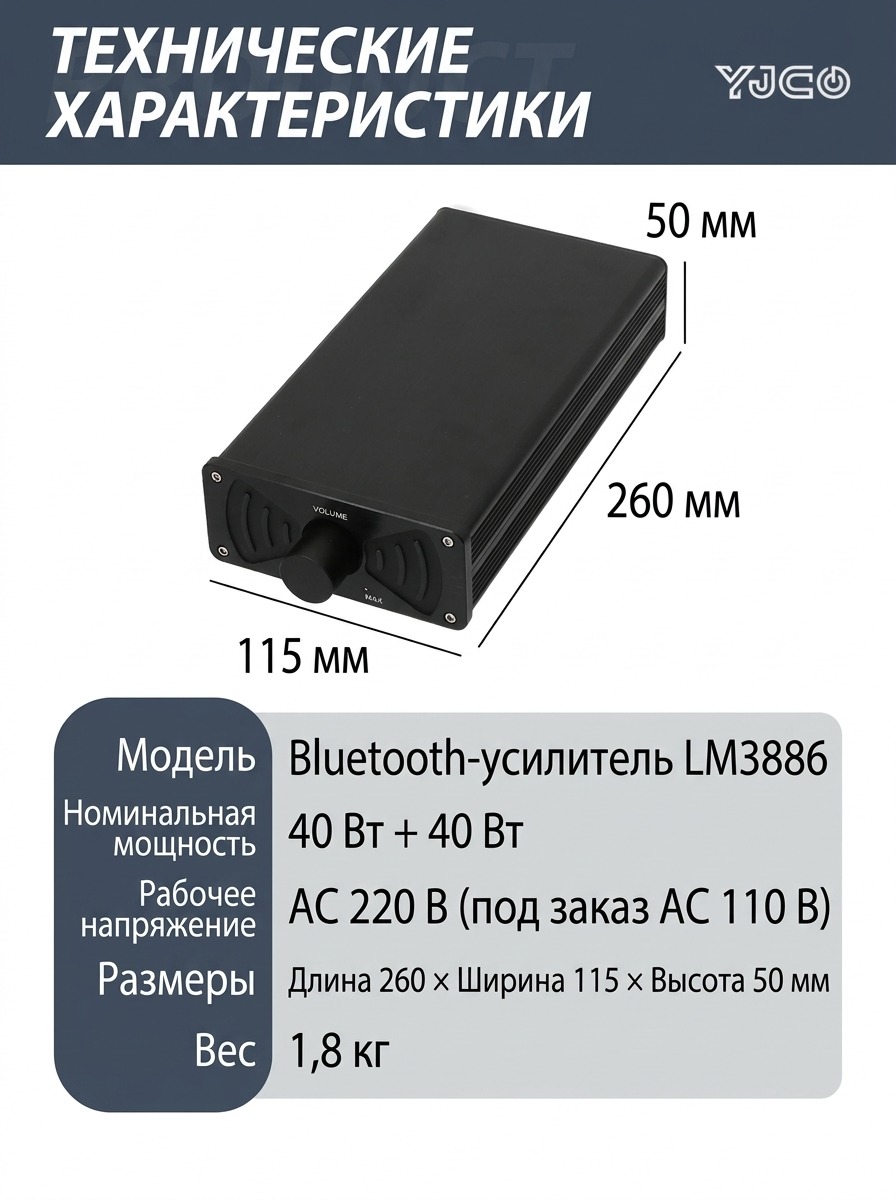 ТЕХНИЧЕСКИЕ
ХАРАКТЕРИСТИКИ
PRODUCT
YJCO
50 мм
260 мм
115 мм
VOLUME
MAX
Модель
Bluetooth-усилитель LM3886
Номинальная
мощность
40 Вт + 40 Вт
Рабочее
напряжение
AC 220 В (под заказ AC 110 В)
Размеры
Длина 260 × Ширина 115 × Высота 50 мм
Вес
1,8 кг